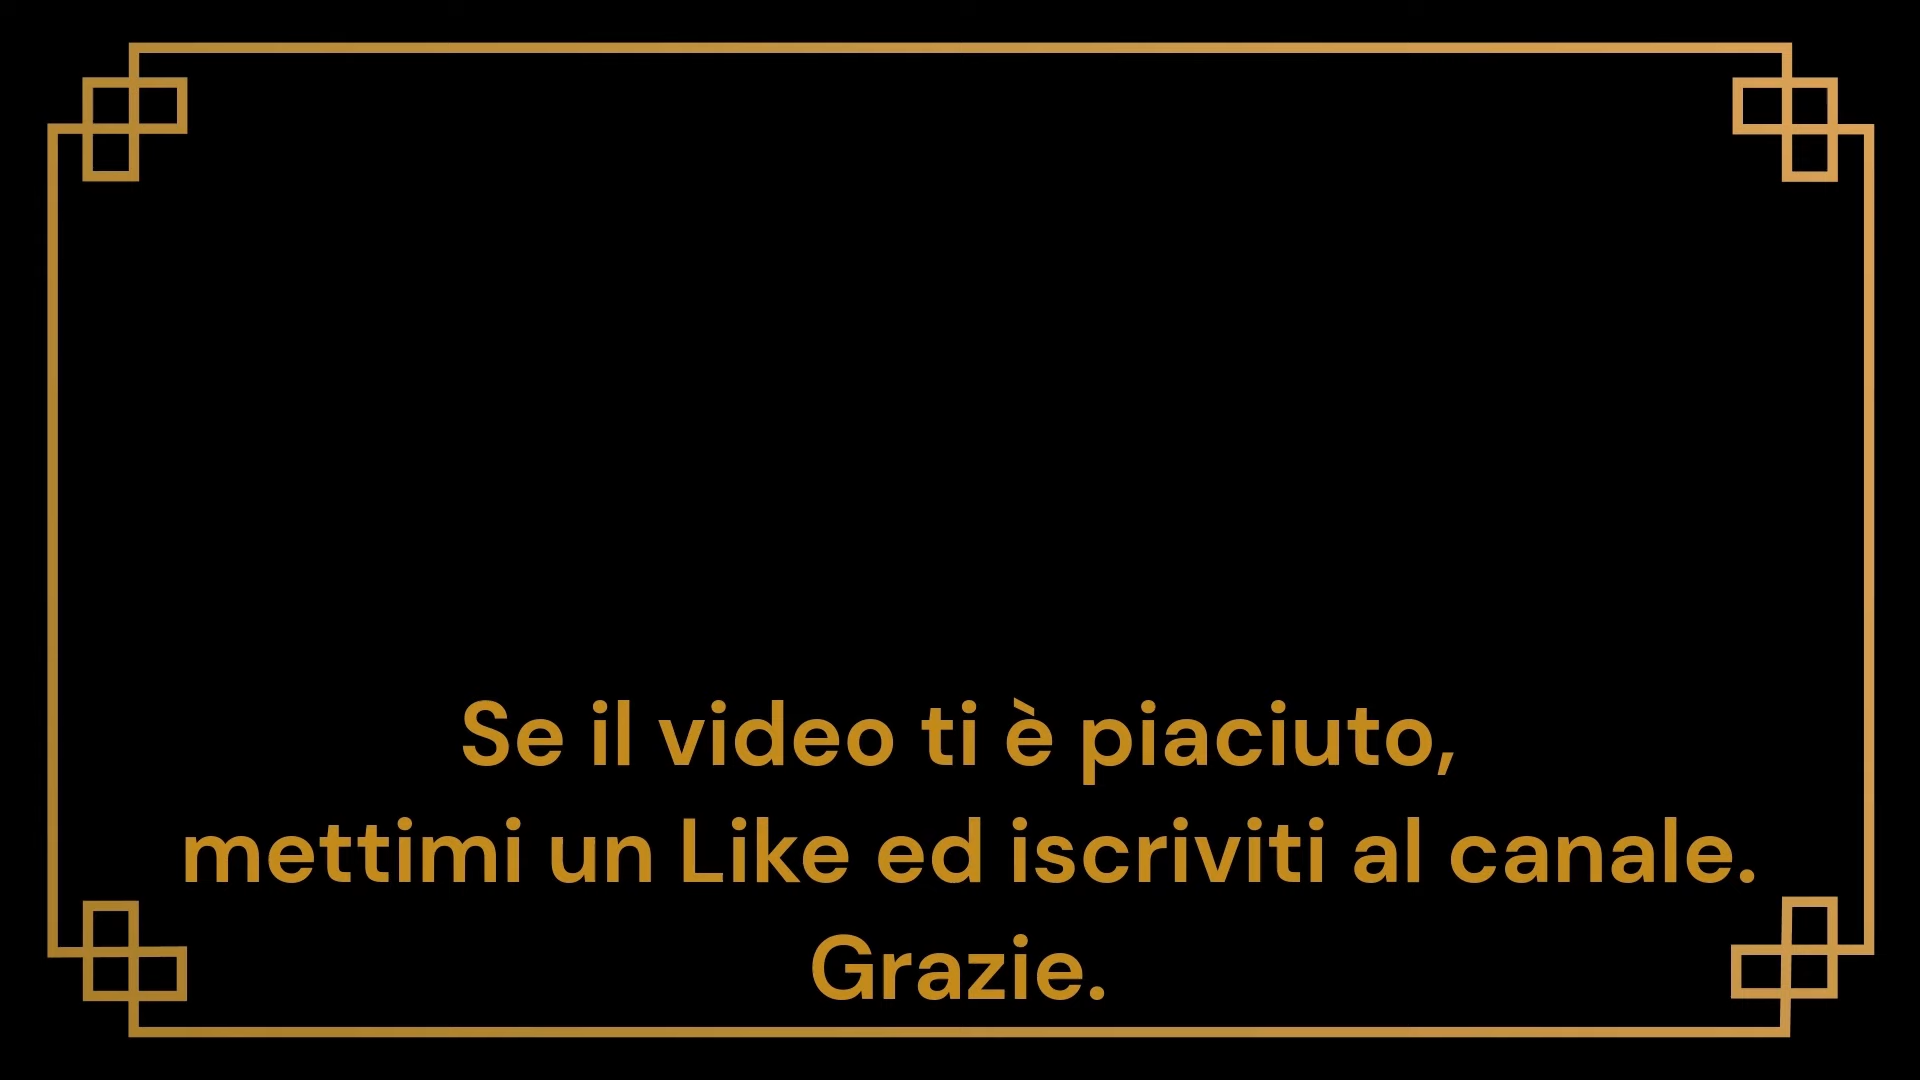 Se il video ti è piaciuto,
mettimi un Like ed iscriviti al canale.
Grazie.